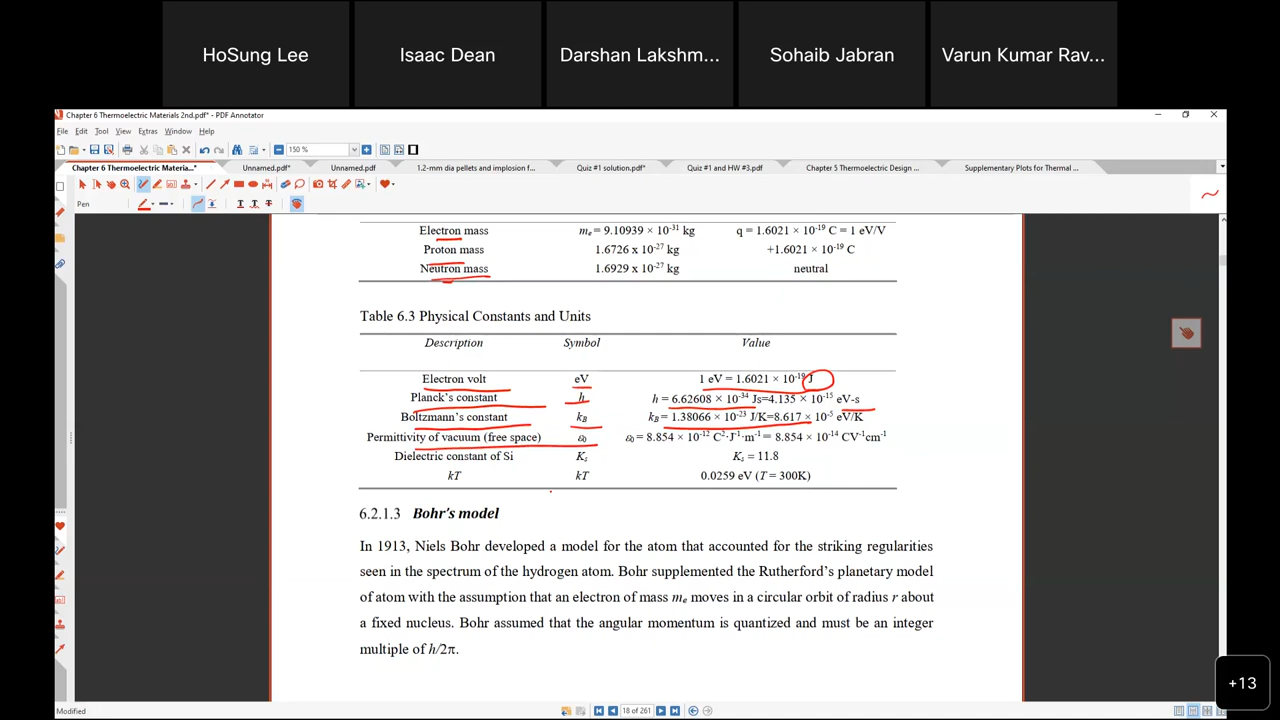 HoSung Lee
Isaac Dean
Darshan Lakshm...
Sohaib Jabran
Varun Kumar Rav...
Chapter 6 Thermoelectric Materials 2nd.pdf* - PDF Annotator
File Edit Tool View Extras Window Help
150 %
Chapter 6 Thermoelectric Materia...* Unnamed.pdf* Unnamed.pdf 1.2-mm dia pellets and implosion f... Quiz #1 solution.pdf* Quiz #1 and HW #3.pdf Chapter 5 Thermoelectric Design ... Supplementary Plots for Thermal ...
Pen
Electron mass mₑ = 9.10939 × 10⁻³¹ kg q = 1.6021 × 10⁻¹⁹ C = 1 eV/V
Proton mass 1.6726 x 10⁻²⁷ kg +1.6021 × 10⁻¹⁹ C
Neutron mass 1.6929 x 10⁻²⁷ kg neutral
Table 6.3 Physical Constants and Units
Description Symbol Value
Electron volt eV 1 eV = 1.6021 × 10⁻¹⁹ J
Planck's constant h h = 6.62608 × 10⁻³⁴ Js=4.135 × 10⁻¹⁵ eV-s
Boltzmann's constant k_B k_B = 1.38066 × 10⁻²³ J/K=8.617 × 10⁻⁵ eV/K
Permittivity of vacuum (free space) ε₀ ε₀ = 8.854 × 10⁻¹² C²·J⁻¹·m⁻¹ = 8.854 × 10⁻¹⁴ CV⁻¹cm⁻¹
Dielectric constant of Si Kₛ Kₛ = 11.8
kT kT 0.0259 eV (T = 300K)
6.2.1.3 Bohr's model
In 1913, Niels Bohr developed a model for the atom that accounted for the striking regularities
seen in the spectrum of the hydrogen atom. Bohr supplemented the Rutherford's planetary model
of atom with the assumption that an electron of mass mₑ moves in a circular orbit of radius r about
a fixed nucleus. Bohr assumed that the angular momentum is quantized and must be an integer
multiple of h/2π.
+13
Modified
18 of 261